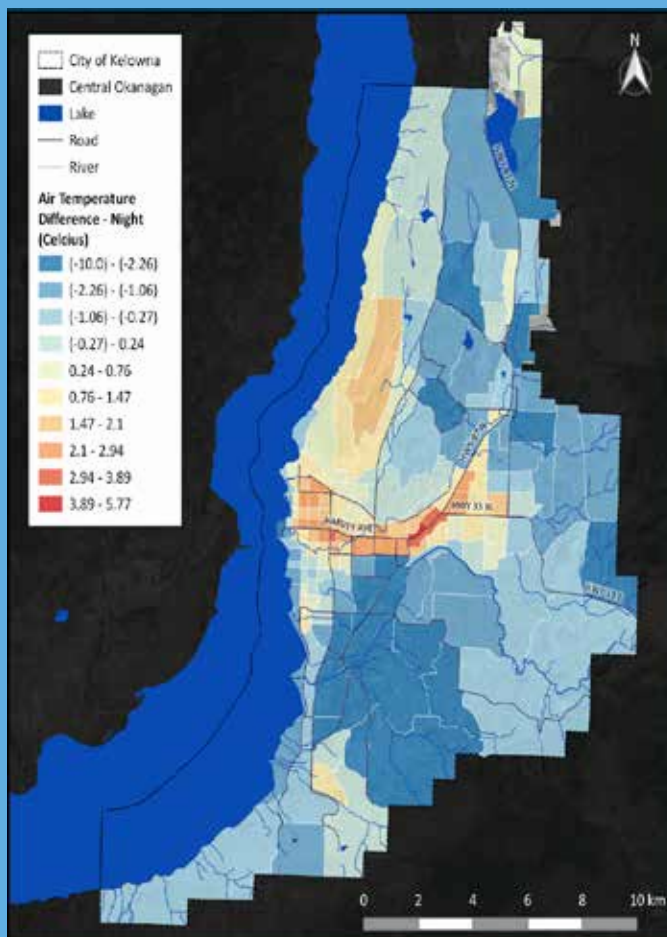 City of Kelowna
Central Okanagan
Lake
Road
River
Air Temperature
Difference - Night
(Celcius)
(-10.0) - (-2.26)
(-2.26) - (-1.06)
(-1.06) - (-0.27)
(-0.27) - 0.24
0.24 - 0.76
0.76 - 1.47
1.47 - 2.1
2.1 - 2.94
2.94 - 3.89
3.89 - 5.77
N
HARVEY AVE
HWY 33 W
0 2 4 6 8 10 km